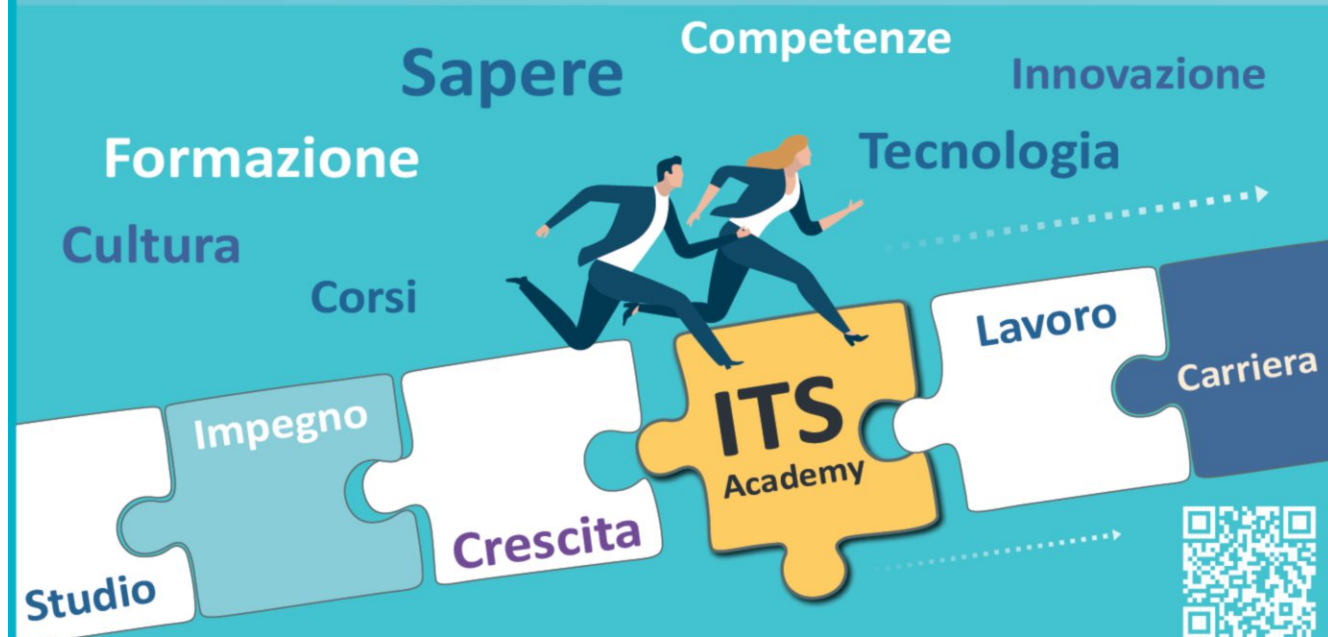 Competenze
Sapere
Innovazione
Formazione
Tecnologia
Cultura
Corsi
Studio
Impegno
Crescita
ITS
Academy
Lavoro
Carriera